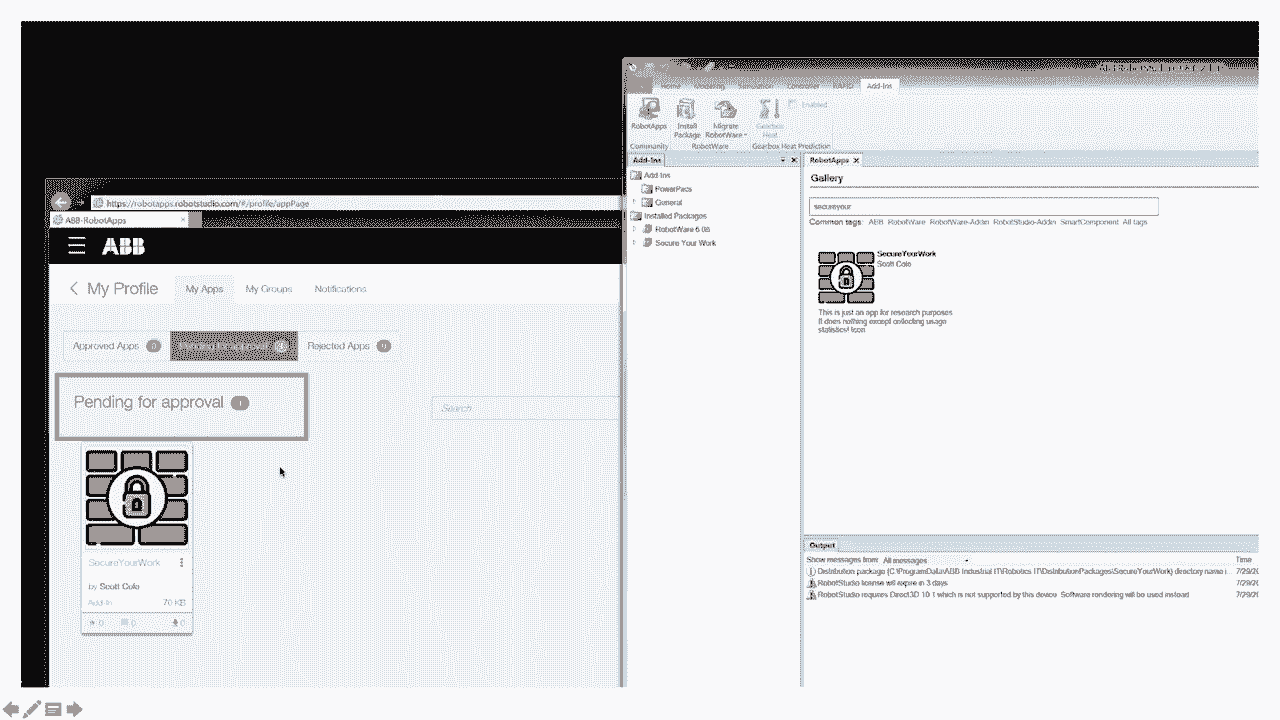 https://robotapps.robotstudio.com/#/profile/appPage
ABB-RobotApps
ABB
My Profile
My Apps
My Groups
Notifications
Approved Apps 0
Rejected Apps 0
Pending for approval 1
Search
SecureYourWork
by Scott Colo
Add-In 70 KB
0 0 0
Home Modeling Simulation Controller RAPID Add-Ins
RobotApps
Install Package
Migrate RobotWare
Gearbox Heat
Enabled
Community RobotWare Gearbox Heat Prediction
Add-Ins
Add-Ins
PowerPacs
General
Installed Packages
RobotWare 6.08
Secure Your Work
RobotApps
Gallery
secureyour
Common tags: ABB RobotWare RobotWare-Addin RobotStudio-Addin SmartComponent All tags
SecureYourWork
Scott Colo
This is just an app for research purposes
It does nothing except collecting usage
statistics! Icon
Output
Show messages from: All messages Time
Distribution package (C:\ProgramData\ABB Industrial IT\Robotics IT\DistributionPackages\SecureYourWork) directory name i... 7/29/20
RobotStudio license will expire in 3 days 7/29/20
RobotStudio requires Direct3D 10.1 which is not supported by this device. Software rendering will be used instead 7/29/20